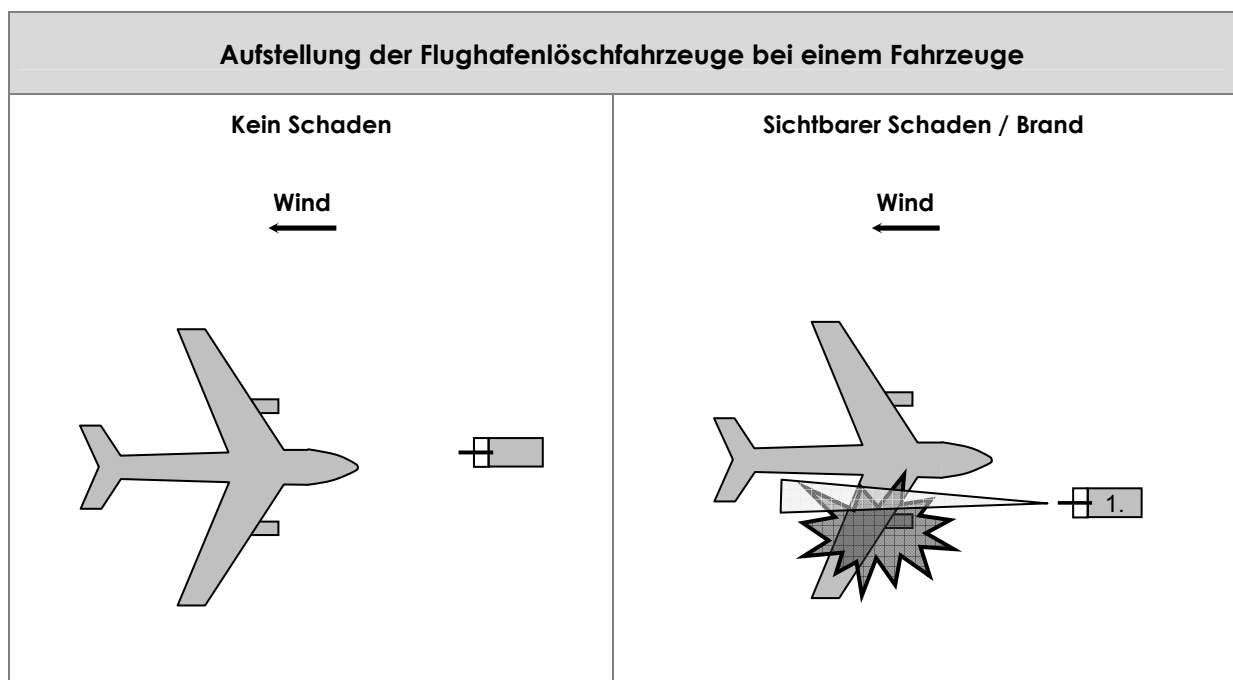 Aufstellung der Flughafenlöschfahrzeuge bei einem Fahrzeuge
Kein Schaden
Wind
Sichtbarer Schaden / Brand
Wind
1.